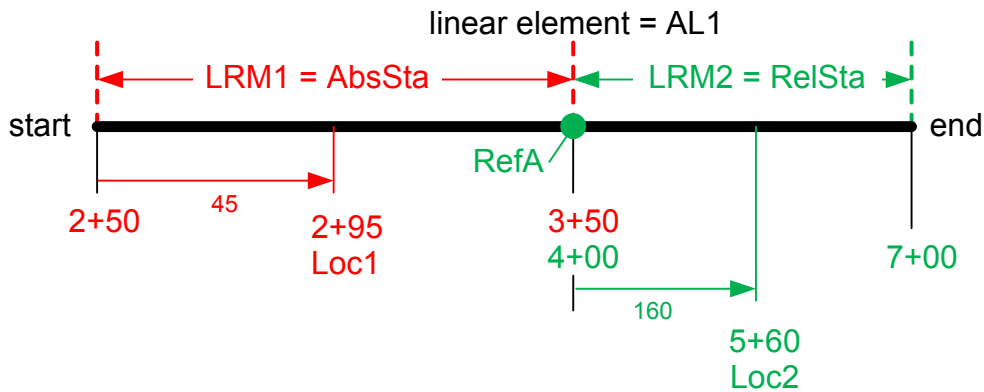 linear element = AL1
LRM1 = AbsSta
LRM2 = RelSta
start
end
RefA
45
2+50
2+95
Loc1
3+50
4+00
7+00
160
5+60
Loc2